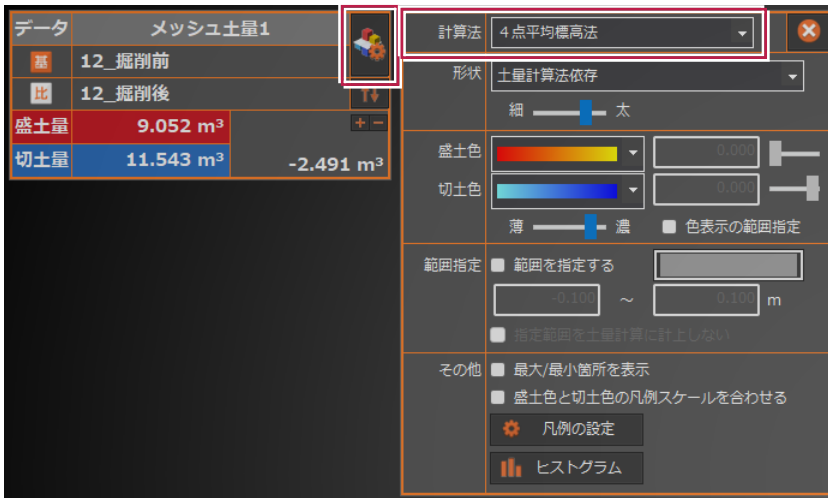 データ メッシュ土量1
基 12_掘削前
比 12_掘削後
盛土量 9.052 m³ + −
切土量 11.543 m³ -2.491 m³
計算法 4点平均標高法
形状 土量計算法依存
細 太
盛土色 0.000
切土色 0.000
薄 濃 色表示の範囲指定
範囲指定 範囲を指定する
-0.100 ～ 0.100 m
指定範囲を土量計算に計上しない
その他 最大/最小箇所を表示
盛土色と切土色の凡例スケールを合わせる
凡例の設定
ヒストグラム